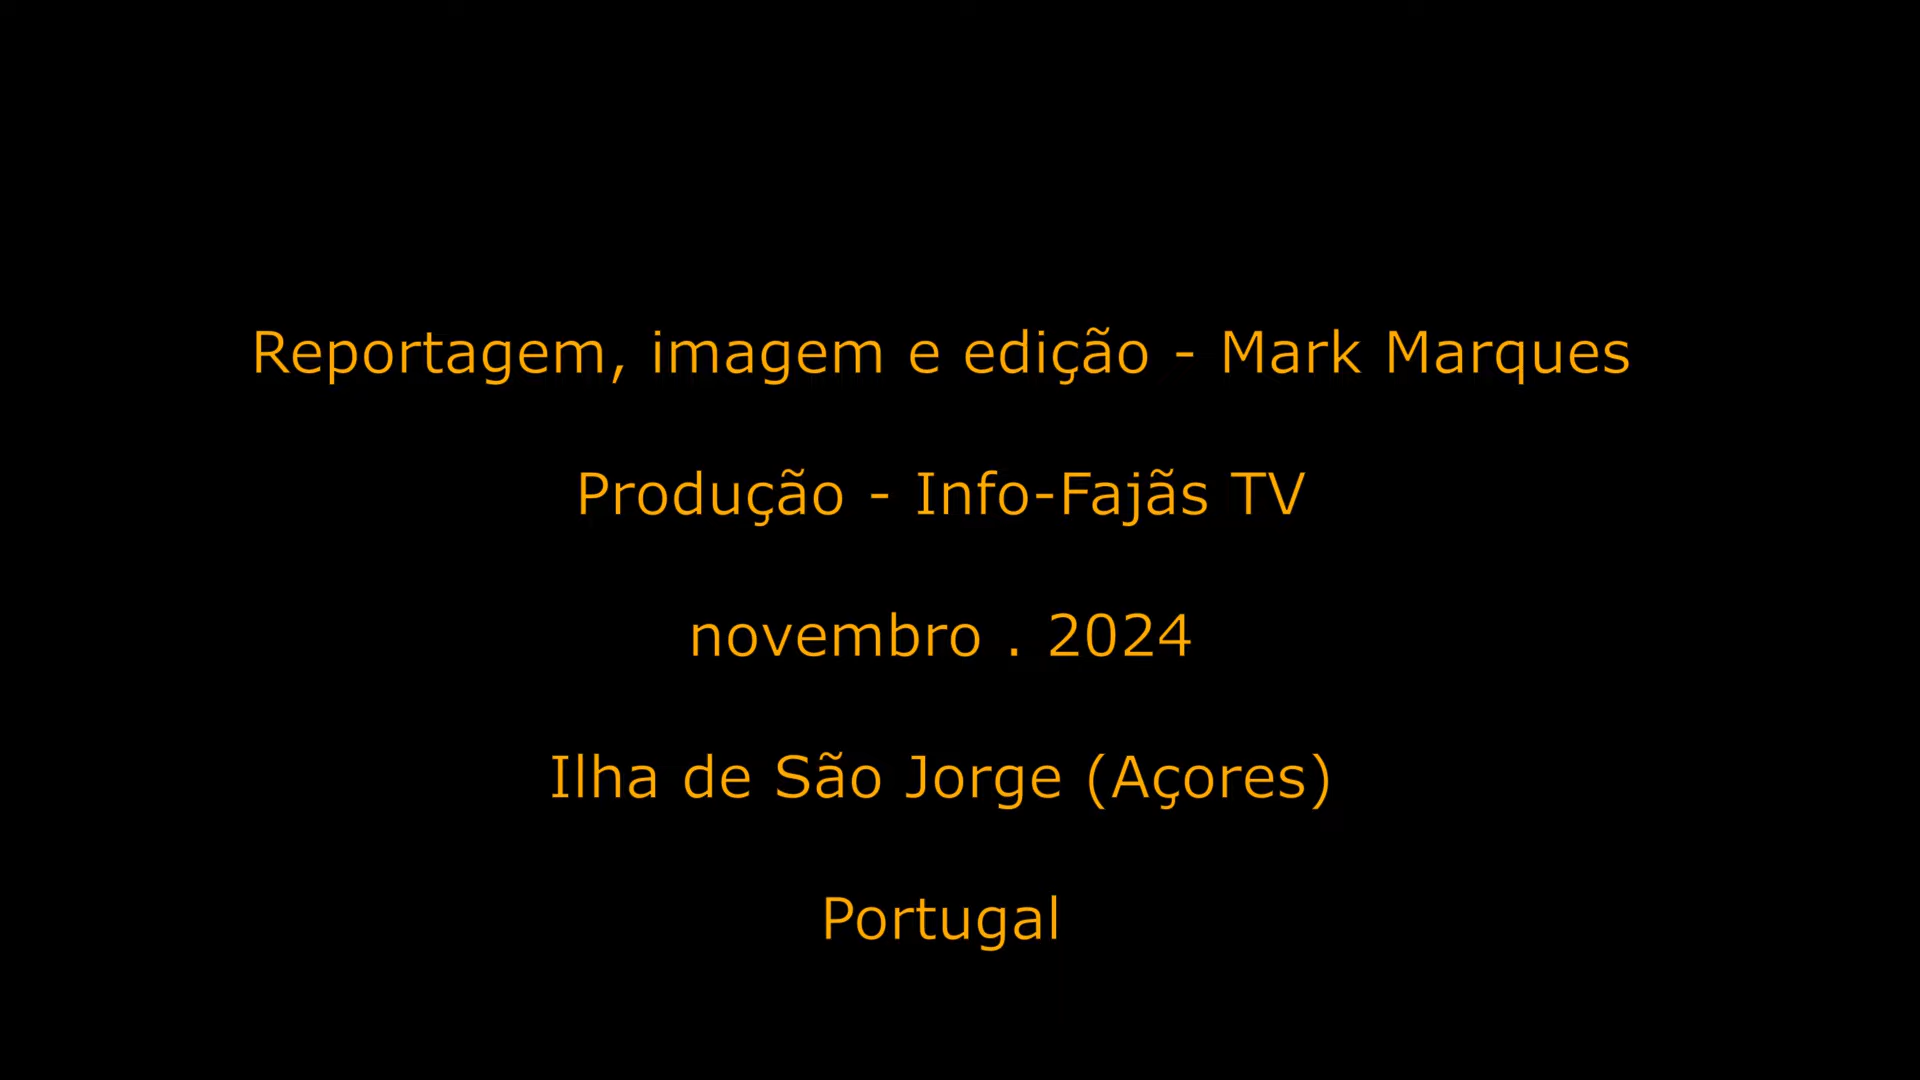 Reportagem, imagem e edição - Mark Marques
Produção - Info-Fajãs TV
novembro . 2024
Ilha de São Jorge (Açores)
Portugal